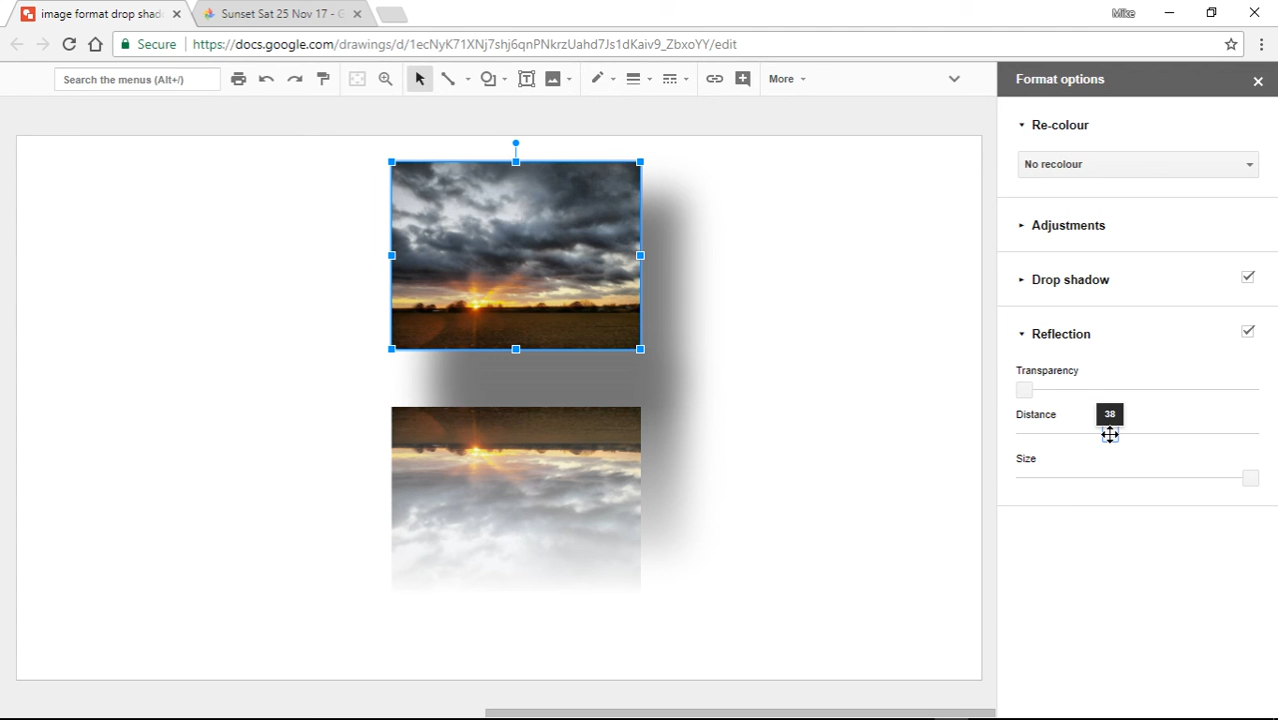 image format drop shad
Sunset Sat 25 Nov 17 - G
Mike
Secure
https://docs.google.com/drawings/d/1ecNyK71XNj7shj6qnPNkrzUahd7Js1dKaiv9_ZbxoYY/edit
Search the menus (Alt+/)
More
Format options
Re-colour
No recolour
Adjustments
Drop shadow
Reflection
Transparency
Distance
38
Size